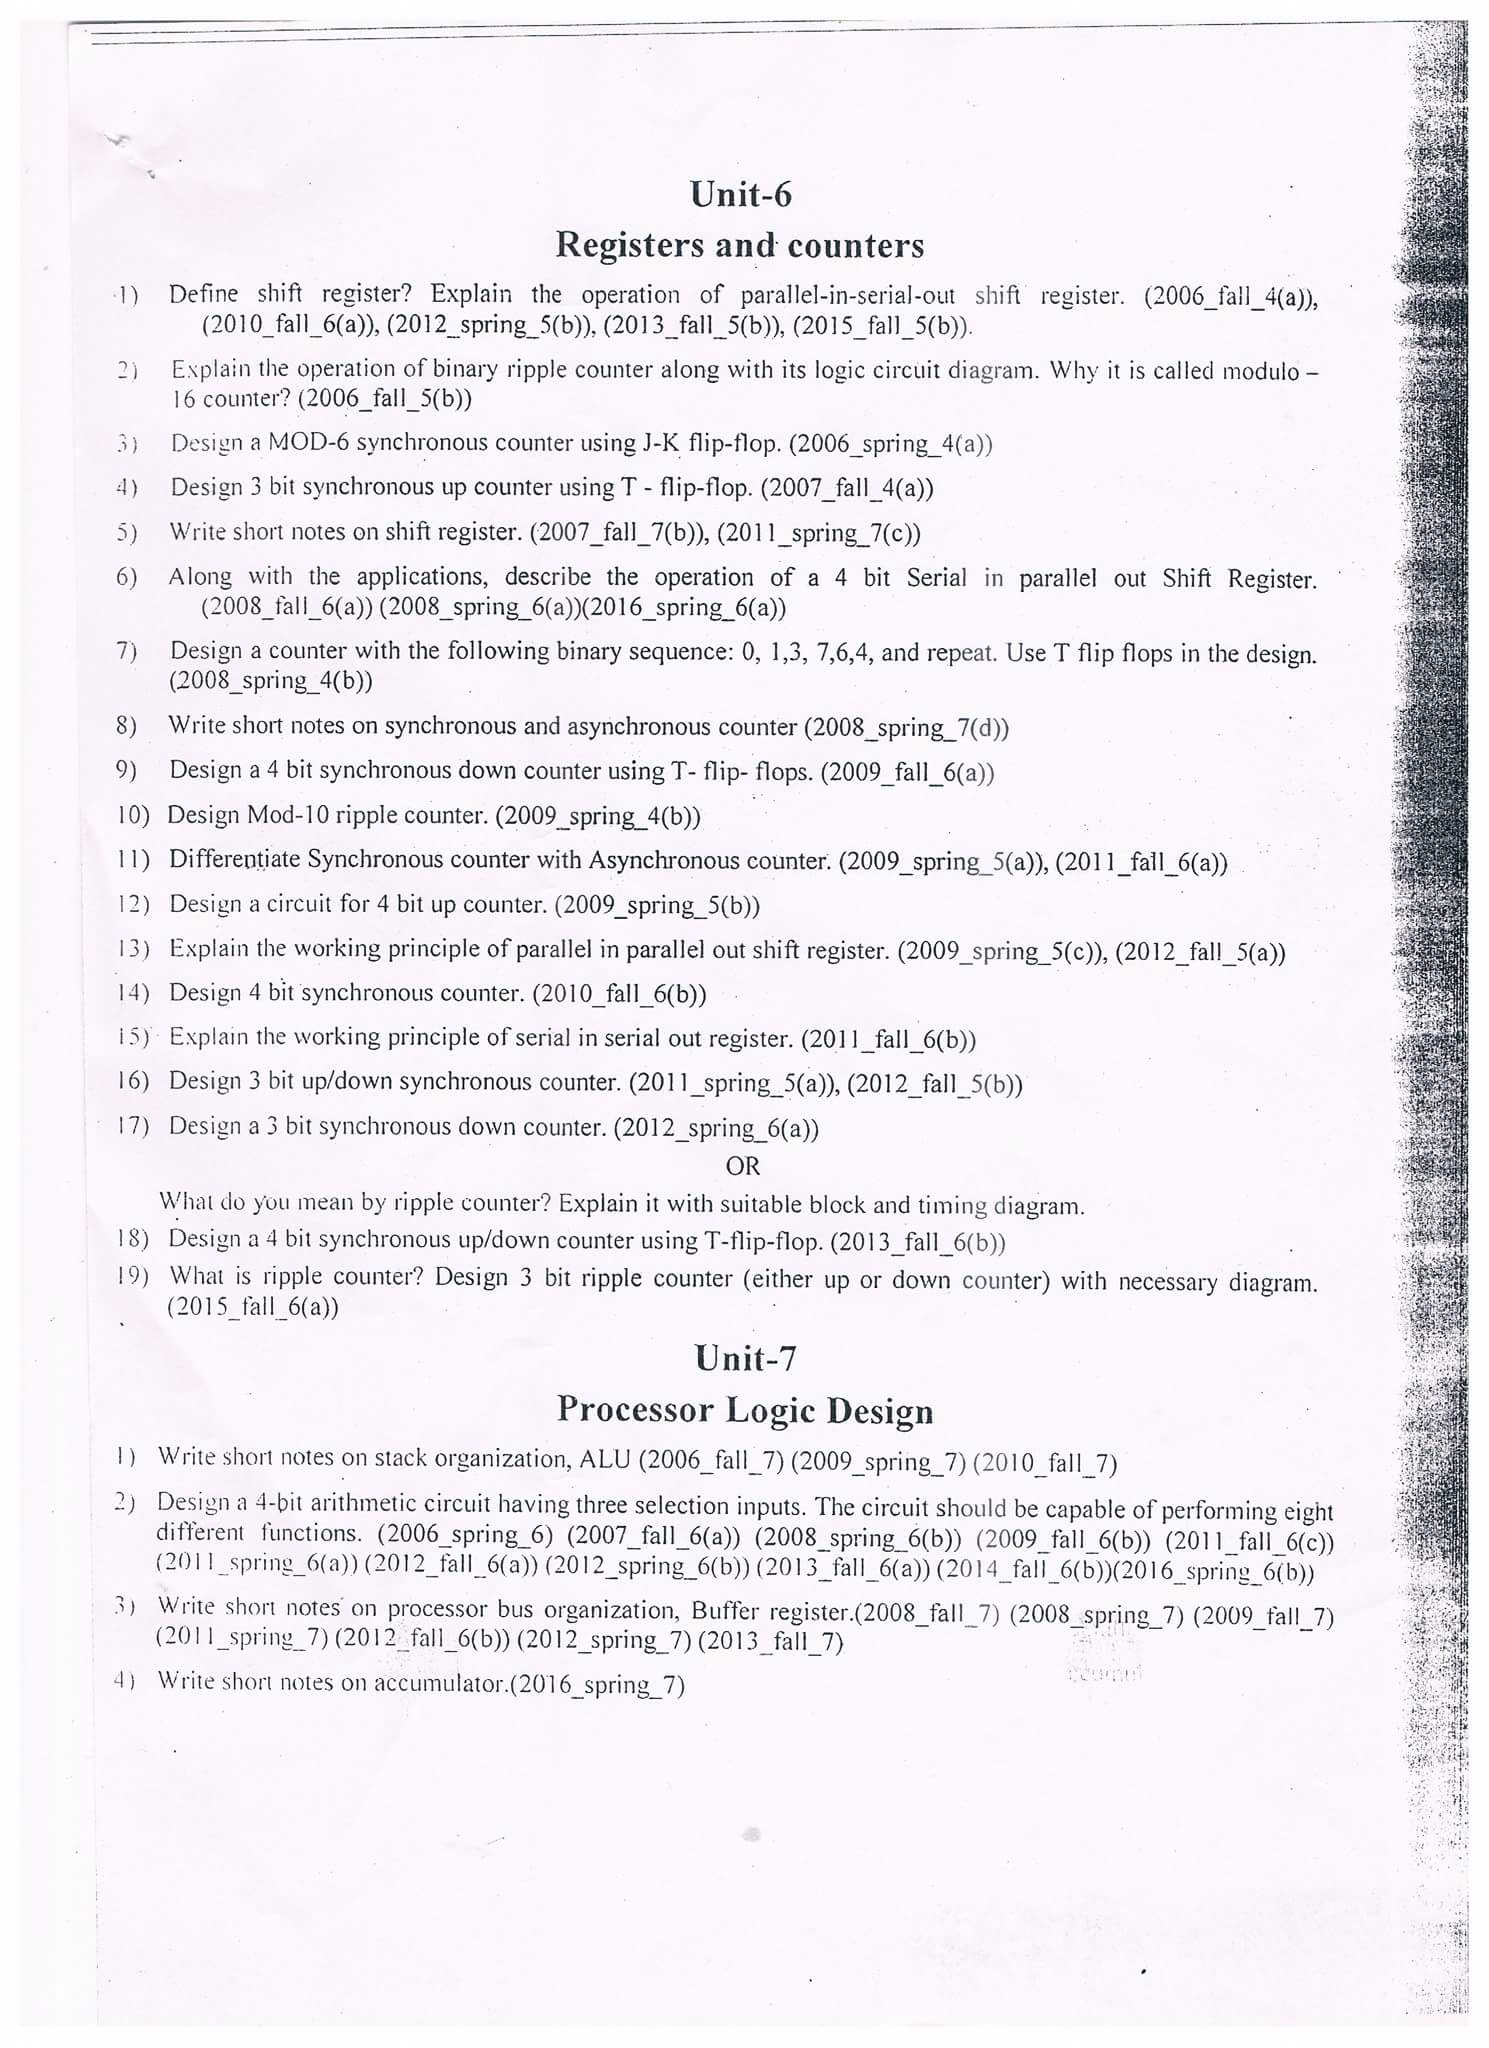 Unit-6
Registers and counters
1) Define shift register? Explain the operation of parallel-in-serial-out shift register. (2006_fall_4(a)),
(2010_fall_6(a)), (2012_spring_5(b)), (2013_fall_5(b)), (2015_fall_5(b)).
2) Explain the operation of binary ripple counter along with its logic circuit diagram. Why it is called modulo –
16 counter? (2006_fall_5(b))
3) Design a MOD-6 synchronous counter using J-K flip-flop. (2006_spring_4(a))
4) Design 3 bit synchronous up counter using T - flip-flop. (2007_fall_4(a))
5) Write short notes on shift register. (2007_fall_7(b)), (2011_spring_7(c))
6) Along with the applications, describe the operation of a 4 bit Serial in parallel out Shift Register.
(2008_fall_6(a)) (2008_spring_6(a))(2016_spring_6(a))
7) Design a counter with the following binary sequence: 0, 1,3, 7,6,4, and repeat. Use T flip flops in the design.
(2008_spring_4(b))
8) Write short notes on synchronous and asynchronous counter (2008_spring_7(d))
9) Design a 4 bit synchronous down counter using T- flip- flops. (2009_fall_6(a))
10) Design Mod-10 ripple counter. (2009_spring_4(b))
11) Differentiate Synchronous counter with Asynchronous counter. (2009_spring_5(a)), (2011_fall_6(a))
12) Design a circuit for 4 bit up counter. (2009_spring_5(b))
13) Explain the working principle of parallel in parallel out shift register. (2009_spring_5(c)), (2012_fall_5(a))
14) Design 4 bit synchronous counter. (2010_fall_6(b))
15) Explain the working principle of serial in serial out register. (2011_fall_6(b))
16) Design 3 bit up/down synchronous counter. (2011_spring_5(a)), (2012_fall_5(b))
17) Design a 3 bit synchronous down counter. (2012_spring_6(a))
OR
What do you mean by ripple counter? Explain it with suitable block and timing diagram.
18) Design a 4 bit synchronous up/down counter using T-flip-flop. (2013_fall_6(b))
19) What is ripple counter? Design 3 bit ripple counter (either up or down counter) with necessary diagram.
(2015_fall_6(a))
Unit-7
Processor Logic Design
1) Write short notes on stack organization, ALU (2006_fall_7) (2009_spring_7) (2010_fall_7)
2) Design a 4-bit arithmetic circuit having three selection inputs. The circuit should be capable of performing eight
different functions. (2006_spring_6) (2007_fall_6(a)) (2008_spring_6(b)) (2009_fall_6(b)) (2011_fall_6(c))
(2011_spring_6(a)) (2012_fall_6(a)) (2012_spring_6(b)) (2013_fall_6(a)) (2014_fall_6(b))(2016_spring_6(b))
3) Write short notes on processor bus organization, Buffer register.(2008_fall_7) (2008_spring_7) (2009_fall_7)
(2011_spring_7) (2012_fall_6(b)) (2012_spring_7) (2013_fall_7)
4) Write short notes on accumulator.(2016_spring_7)